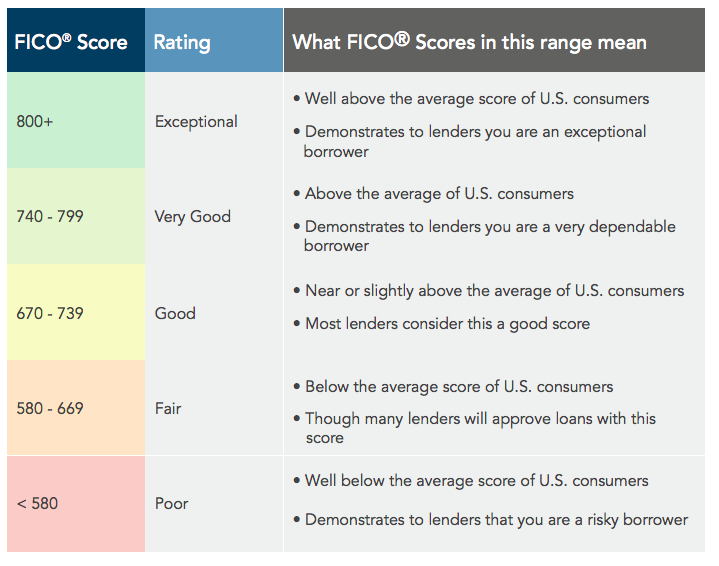 FICO® Score Rating What FICO® Scores in this range mean
• Well above the average score of U.S. consumers
800+ Exceptional • Demonstrates to lenders you are an exceptional
borrower
• Above the average of U.S. consumers
740 - 799 Very Good • Demonstrates to lenders you are a very dependable
borrower
• Near or slightly above the average of U.S. consumers
670 - 739 Good • Most lenders consider this a good score
• Below the average score of U.S. consumers
580 - 669 Fair • Though many lenders will approve loans with this
score
• Well below the average score of U.S. consumers
< 580 Poor • Demonstrates to lenders that you are a risky borrower